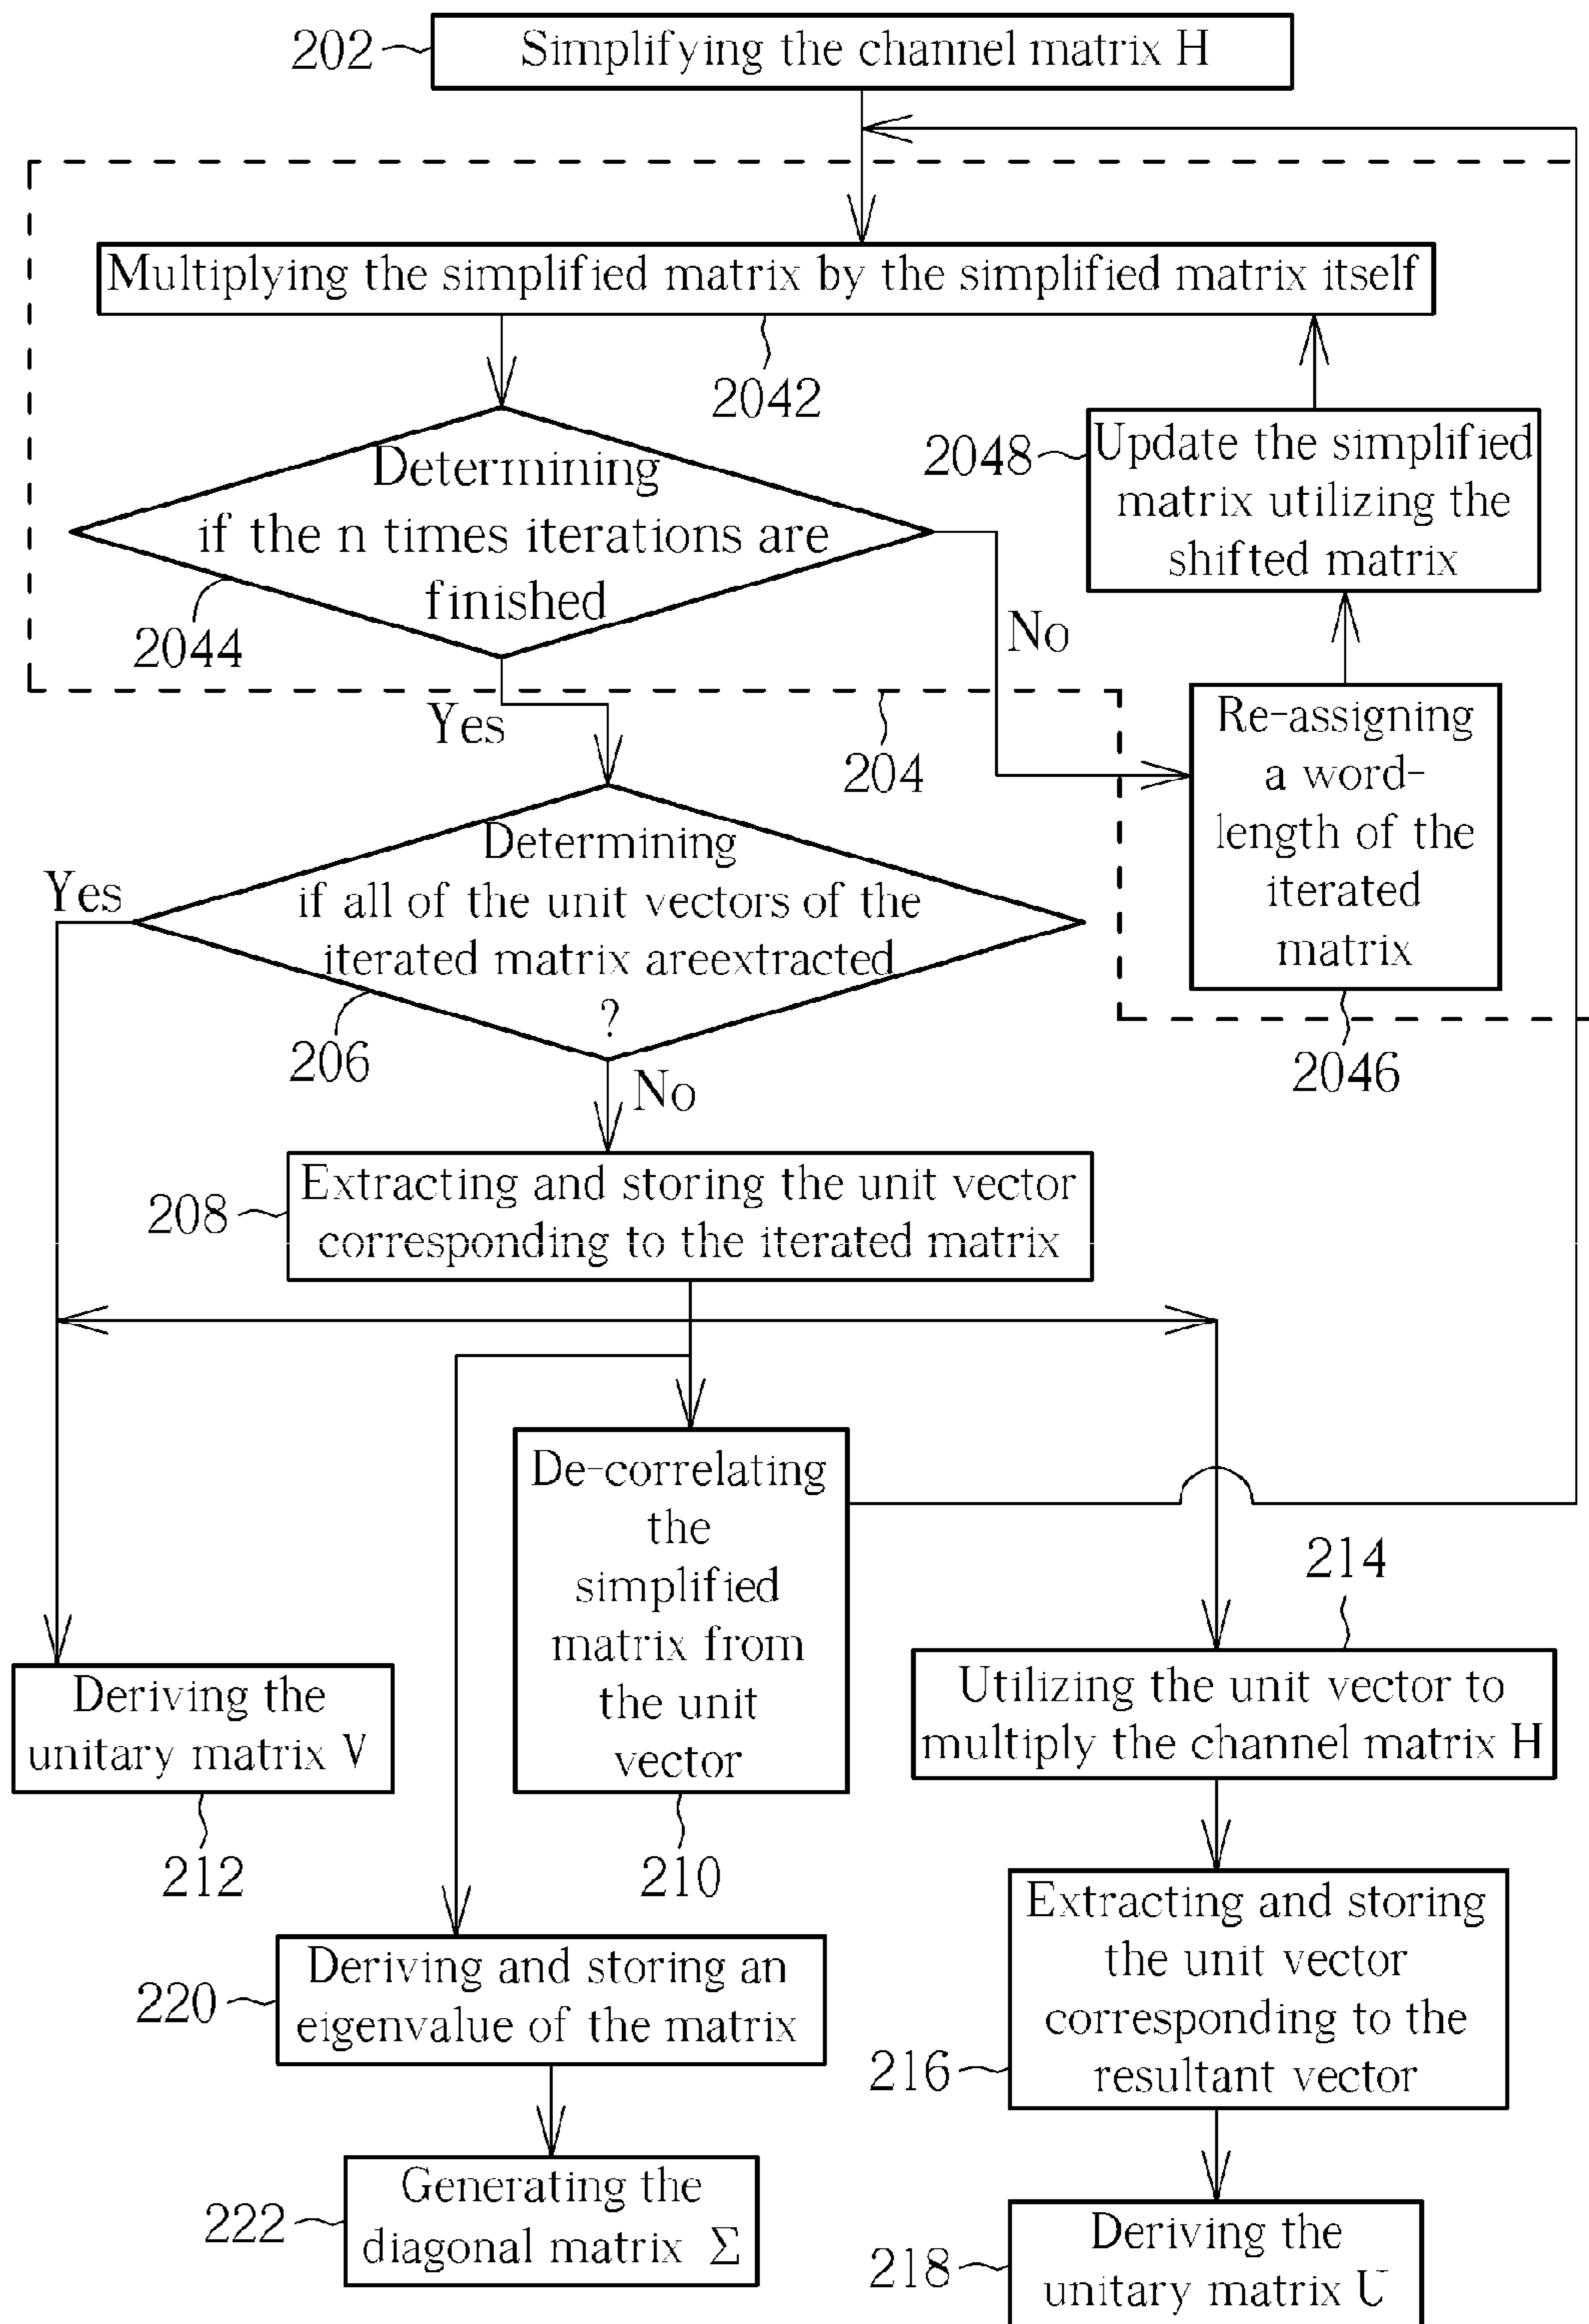 202
Simplifying the channel matrix H
Multiplying the simplified matrix by the simplified matrix itself
2042
Determining
if the n times iterations are
finished
2044
2048
Update the simplified
matrix utilizing the
shifted matrix
No
Yes
204
Re-assigning
a word-
length of the
iterated
matrix
2046
Determining
if all of the unit vectors of the
iterated matrix areextracted
?
206
Yes
No
208
Extracting and storing the unit vector
corresponding to the iterated matrix
De-correlating
the
simplified
matrix from
the unit
vector
210
214
Utilizing the unit vector to
multiply the channel matrix H
Deriving the
unitary matrix V
212
Extracting and storing
the unit vector
corresponding to the
resultant vector
216
220
Deriving and storing an
eigenvalue of the matrix
222
Generating the
diagonal matrix Σ
218
Deriving the
unitary matrix U